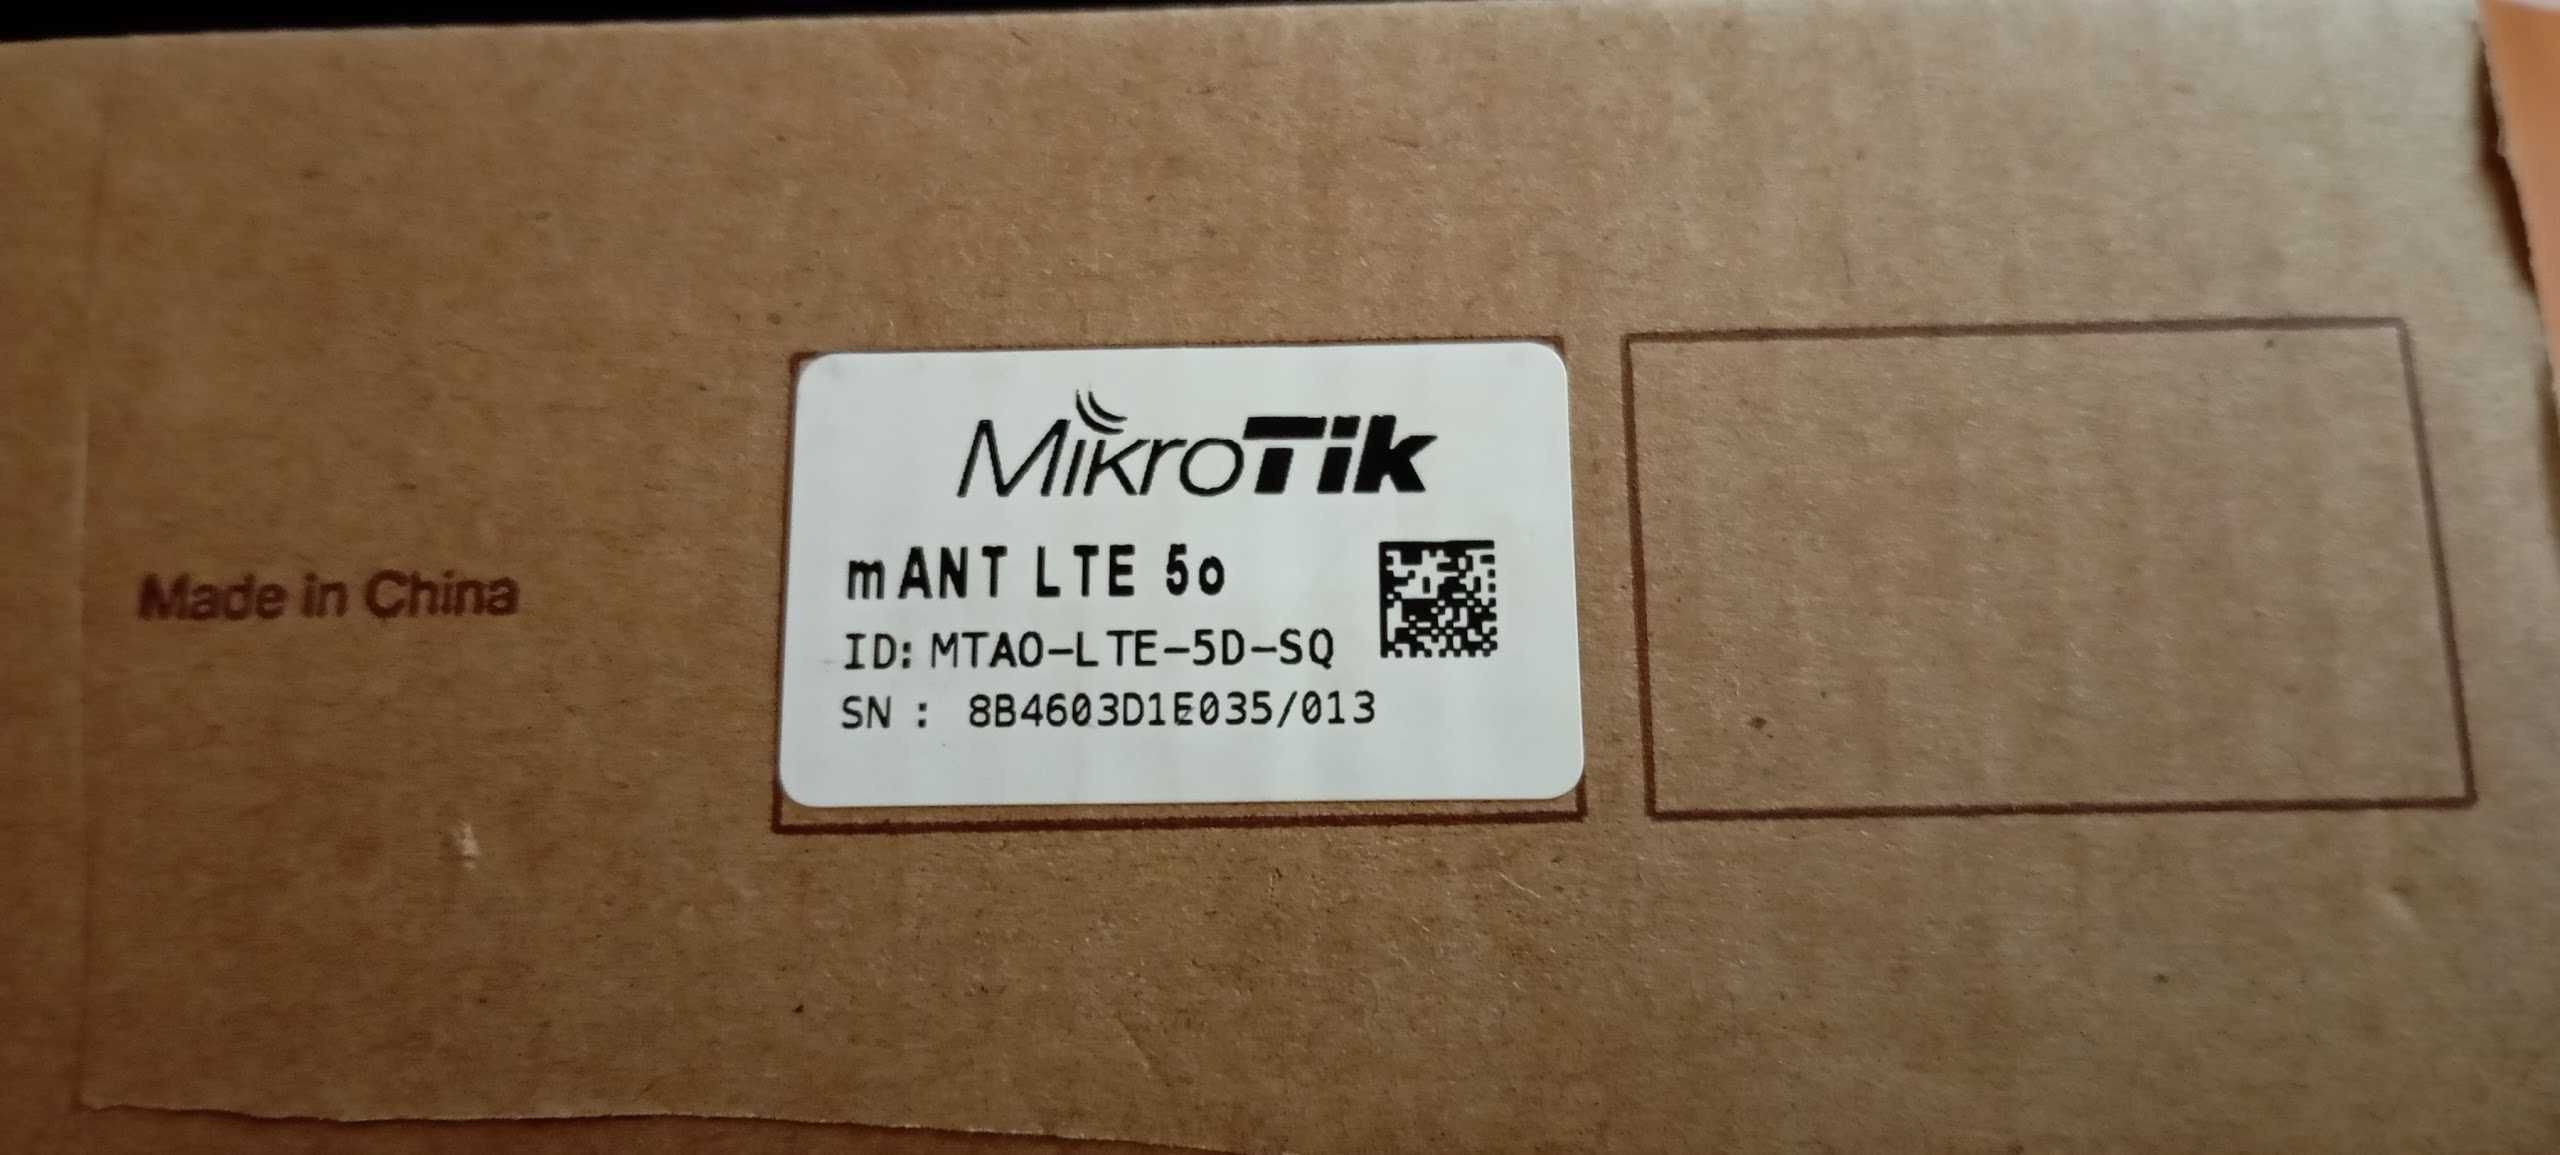 Made in China
MikroTik
mANT LTE 5o
ID: MTAO-LTE-5D-SQ
SN : 8B4603D1E035/013